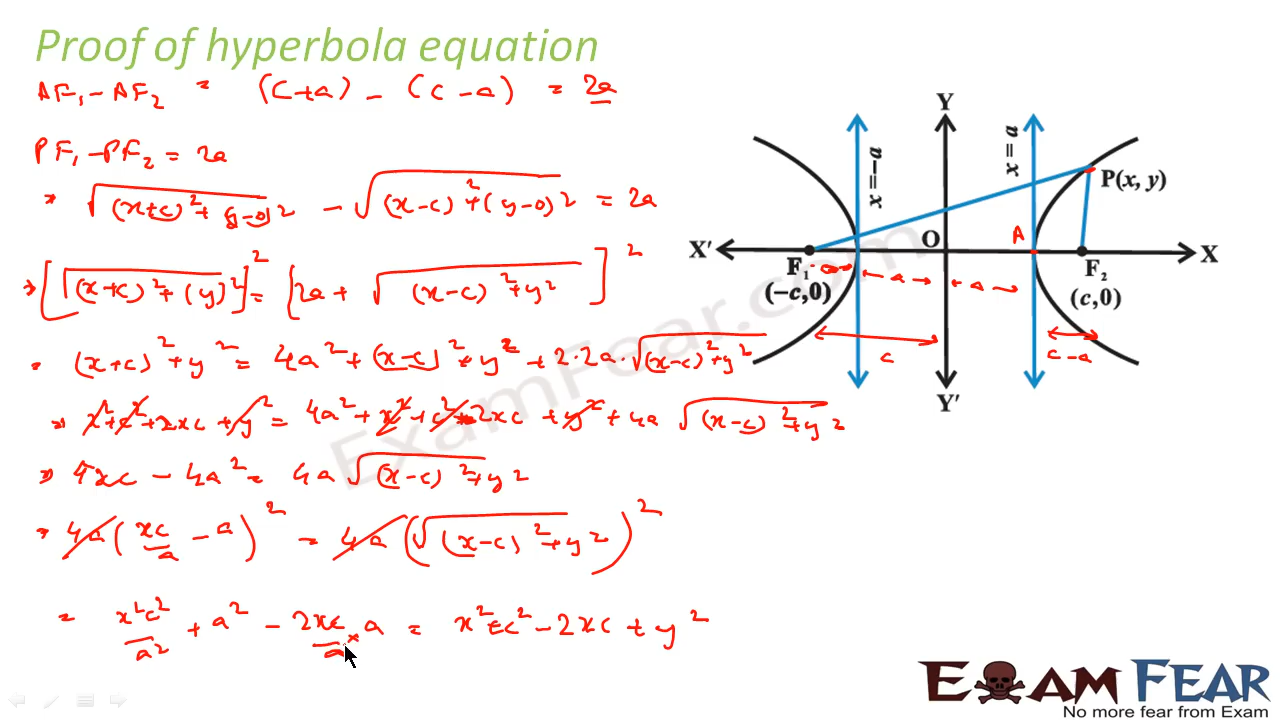 Proof of hyperbola equation
AF₁ – AF₂ = (c+a) – (c–a) = 2a
PF₁ – PF₂ = 2a
⇒ √((x+c)² + (y–0)²) – √((x–c)² + (y–0)²) = 2a
⇒ [√((x+c)² + (y)²)]² = [2a + √((x–c)² + y²)]²
⇒ (x+c)² + y² = 4a² + (x–c)² + y² + 2·2a·√((x–c)² + y²)
⇒ x² + c² + 2xc + y² = 4a² + x² + c² – 2xc + y² + 4a √((x–c)² + y²)
⇒ 4xc – 4a² = 4a √((x–c)² + y²)
⇒ 4a(xc/a – a)² = 4a(√((x–c)² + y²))²
= x²c²/a² + a² – 2xc/a × a = x² + c² – 2xc + y²
Y
x = –a
x = a
P(x, y)
X′
O
A
X
F₁
a
a
F₂
(–c,0)
(c,0)
c
c–a
Y′
ExamFear.com
EXAM FEAR
No more fear from Exam